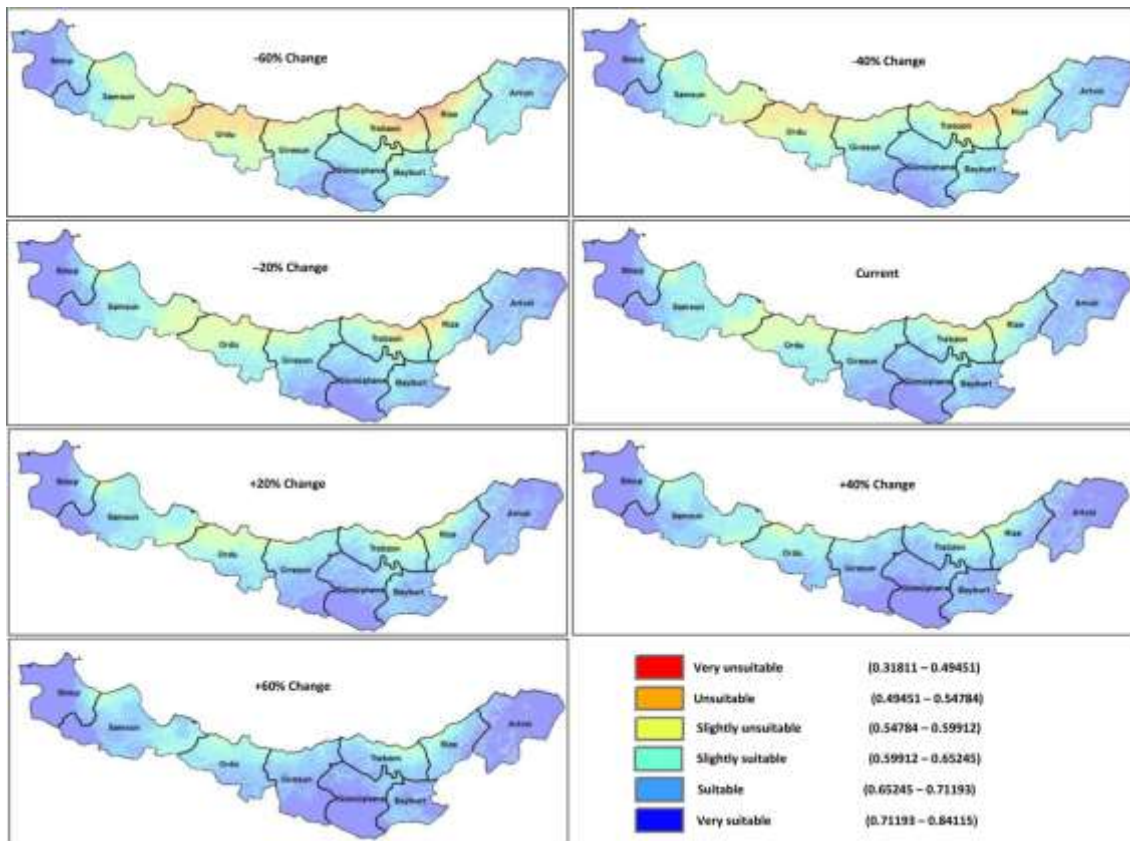 -60% Change
Sinop
Samsun
Ordu
Giresun
Trabzon
Rize
Artvin
Gümüşhane
Bayburt
-40% Change
Sinop
Samsun
Ordu
Giresun
Trabzon
Rize
Artvin
Gümüşhane
Bayburt
–20% Change
Sinop
Samsun
Ordu
Giresun
Trabzon
Rize
Artvin
Gümüşhane
Bayburt
Current
Sinop
Samsun
Ordu
Giresun
Trabzon
Rize
Artvin
Gümüşhane
Bayburt
+20% Change
Sinop
Samsun
Ordu
Giresun
Trabzon
Rize
Artvin
Gümüşhane
Bayburt
+40% Change
Sinop
Samsun
Ordu
Giresun
Trabzon
Rize
Artvin
Gümüşhane
Bayburt
+60% Change
Sinop
Samsun
Ordu
Giresun
Trabzon
Rize
Artvin
Gümüşhane
Bayburt
Very unsuitable (0.31811 – 0.49451)
Unsuitable (0.49451 – 0.54784)
Slightly unsuitable (0.54784 – 0.59912)
Slightly suitable (0.59912 – 0.65245)
Suitable (0.65245 – 0.71193)
Very suitable (0.71193 – 0.84115)